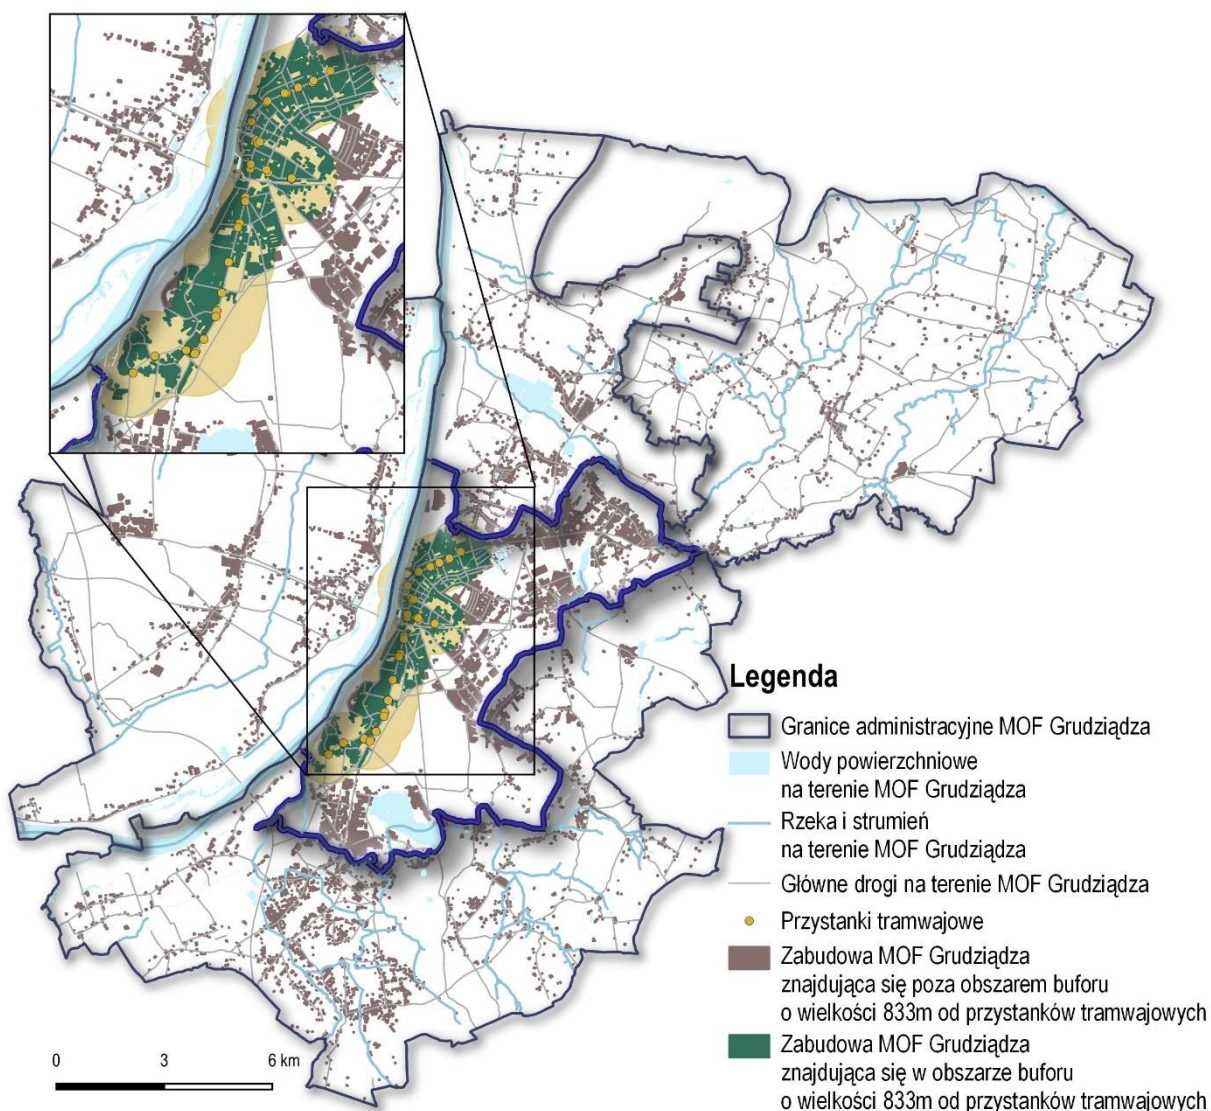 Legenda
Granice administracyjne MOF Grudziądza
Wody powierzchniowe
na terenie MOF Grudziądza
Rzeka i strumień
na terenie MOF Grudziądza
Główne drogi na terenie MOF Grudziądza
Przystanki tramwajowe
Zabudowa MOF Grudziądza
znajdująca się poza obszarem buforu
o wielkości 833m od przystanków tramwajowych
Zabudowa MOF Grudziądza
znajdująca się w obszarze buforu
o wielkości 833m od przystanków tramwajowych
0 3 6 km